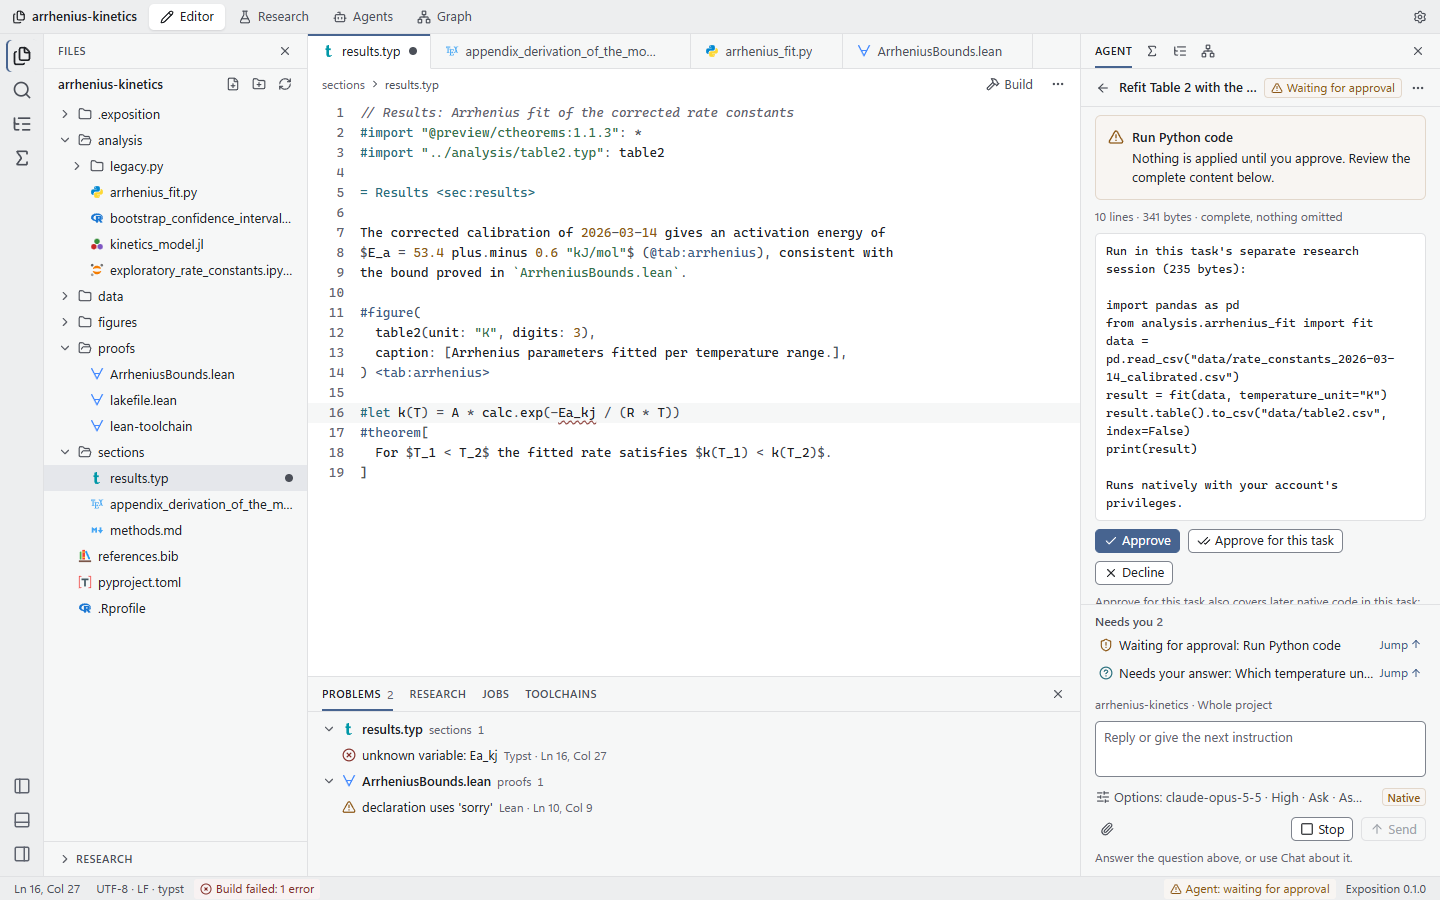 arrhenius-kinetics
Editor
Research
Agents
Graph
FILES
arrhenius-kinetics
.exposition
analysis
legacy.py
arrhenius_fit.py
bootstrap_confidence_interval...
kinetics_model.jl
exploratory_rate_constants.ipy...
data
figures
proofs
ArrheniusBounds.lean
lakefile.lean
lean-toolchain
sections
results.typ
appendix_derivation_of_the_m...
methods.md
references.bib
pyproject.toml
.Rprofile
RESEARCH
results.typ
appendix_derivation_of_the_mo...
arrhenius_fit.py
ArrheniusBounds.lean
sections > results.typ
Build
1 // Results: Arrhenius fit of the corrected rate constants
2 #import "@preview/ctheorems:1.1.3": *
3 #import "../analysis/table2.typ": table2
4
5 = Results <sec:results>
6
7 The corrected calibration of 2026-03-14 gives an activation energy of
8 $E_a = 53.4 plus.minus 0.6 "kJ/mol"$ (@tab:arrhenius), consistent with
9 the bound proved in `ArrheniusBounds.lean`.
10
11 #figure(
12 table2(unit: "K", digits: 3),
13 caption: [Arrhenius parameters fitted per temperature range.],
14 ) <tab:arrhenius>
15
16 #let k(T) = A * calc.exp(-Ea_kj / (R * T))
17 #theorem[
18 For $T_1 < T_2$ the fitted rate satisfies $k(T_1) < k(T_2)$.
19 ]
PROBLEMS 2
RESEARCH
JOBS
TOOLCHAINS
results.typ sections 1
unknown variable: Ea_kj Typst · Ln 16, Col 27
ArrheniusBounds.lean proofs 1
declaration uses 'sorry' Lean · Ln 10, Col 9
AGENT
Refit Table 2 with the ...
Waiting for approval
Run Python code
Nothing is applied until you approve. Review the
complete content below.
10 lines · 341 bytes · complete, nothing omitted
Run in this task's separate research
session (235 bytes):
import pandas as pd
from analysis.arrhenius_fit import fit
data =
pd.read_csv("data/rate_constants_2026-03-
14_calibrated.csv")
result = fit(data, temperature_unit="K")
result.table().to_csv("data/table2.csv",
index=False)
print(result)
Runs natively with your account's
privileges.
Approve
Approve for this task
Decline
Approve for this task also covers later native code in this task;
Needs you 2
Waiting for approval: Run Python code
Jump
Needs your answer: Which temperature un...
Jump
arrhenius-kinetics · Whole project
Reply or give the next instruction
Options: claude-opus-5-5 · High · Ask · As...
Native
Stop
Send
Answer the question above, or use Chat about it.
Ln 16, Col 27
UTF-8 · LF · typst
Build failed: 1 error
Agent: waiting for approval
Exposition 0.1.0